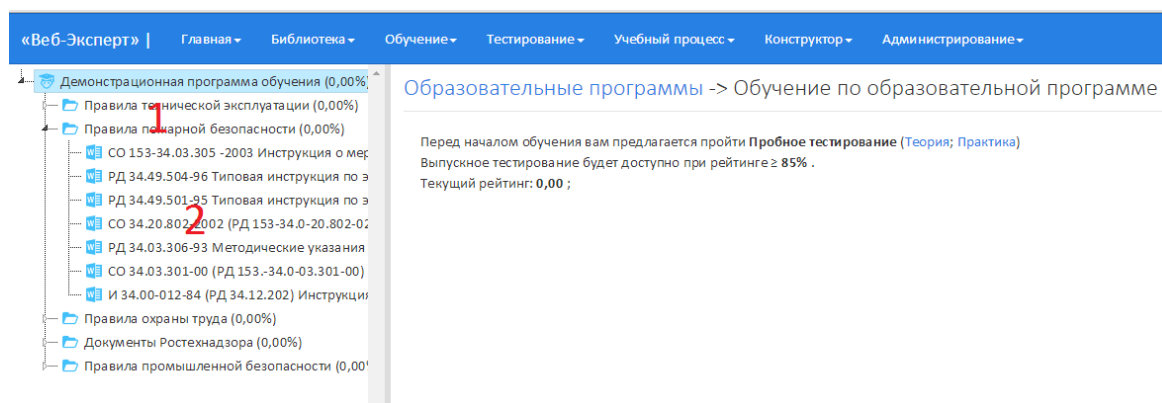 «Веб-Эксперт» | Главная Библиотека Обучение Тестирование Учебный процесс Конструктор Администрирование
Демонстрационная программа обучения (0,00%
Правила технической эксплуатации (0,00%)
1
Правила пожарной безопасности (0,00%)
СО 153-34.03.305 -2003 Инструкция о мер
РД 34.49.504-96 Типовая инструкция по э
РД 34.49.501-95 Типовая инструкция по э
2
СО 34.20.802-2002 (РД 153-34.0-20.802-02
РД 34.03.306-93 Методические указания
СО 34.03.301-00 (РД 153.-34.0-03.301-00)
И 34.00-012-84 (РД 34.12.202) Инструкция
Правила охраны труда (0,00%)
Документы Ростехнадзора (0,00%)
Правила промышленной безопасности (0,00%
Образовательные программы -> Обучение по образовательной программе
Перед началом обучения вам предлагается пройти Пробное тестирование (Теория; Практика)
Выпускное тестирование будет доступно при рейтинге ≥ 85% .
Текущий рейтинг: 0,00 ;